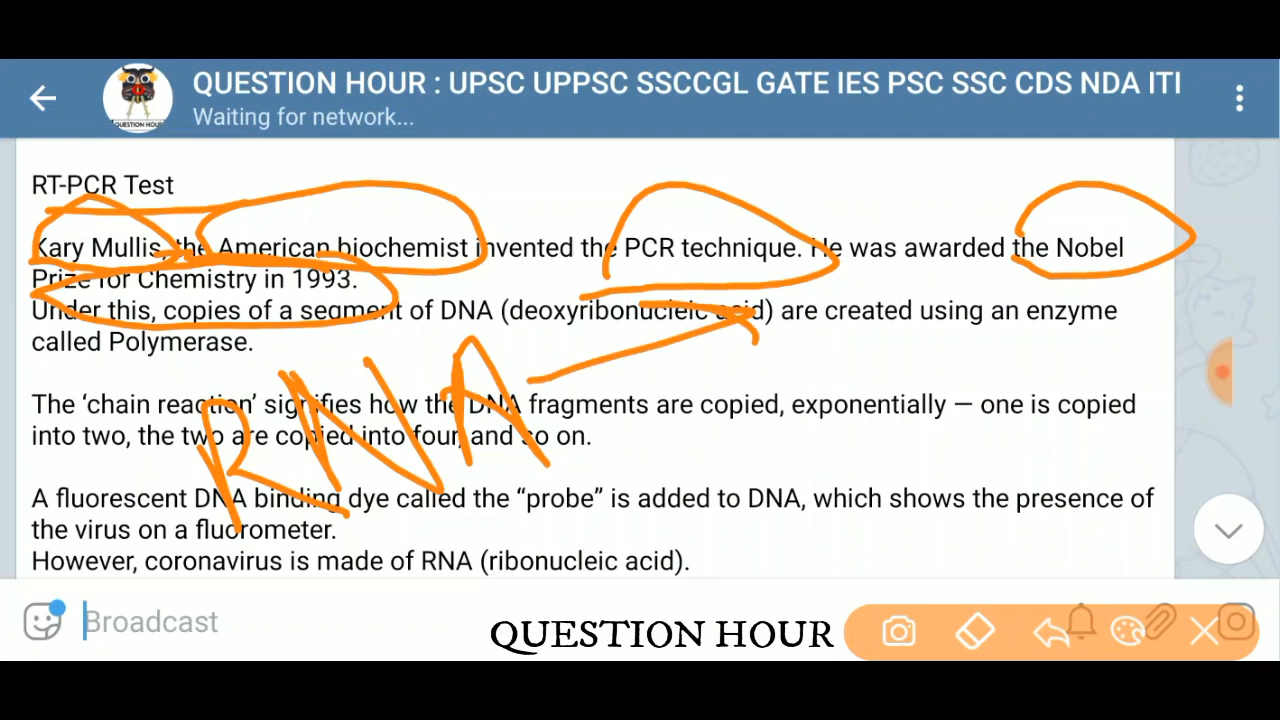 QUESTION HOUR : UPSC UPPSC SSCCGL GATE IES PSC SSC CDS NDA ITI
Waiting for network...
QUESTION HOUR
RT-PCR Test
Kary Mullis, the American biochemist invented the PCR technique. He was awarded the Nobel
Prize for Chemistry in 1993.
Under this, copies of a segment of DNA (deoxyribonucleic acid) are created using an enzyme
called Polymerase.
RNA
The ‘chain reaction’ signifies how the DNA fragments are copied, exponentially — one is copied
into two, the two are copied into four, and so on.
A fluorescent DNA binding dye called the “probe” is added to DNA, which shows the presence of
the virus on a fluorometer.
However, coronavirus is made of RNA (ribonucleic acid).
Broadcast
QUESTION HOUR